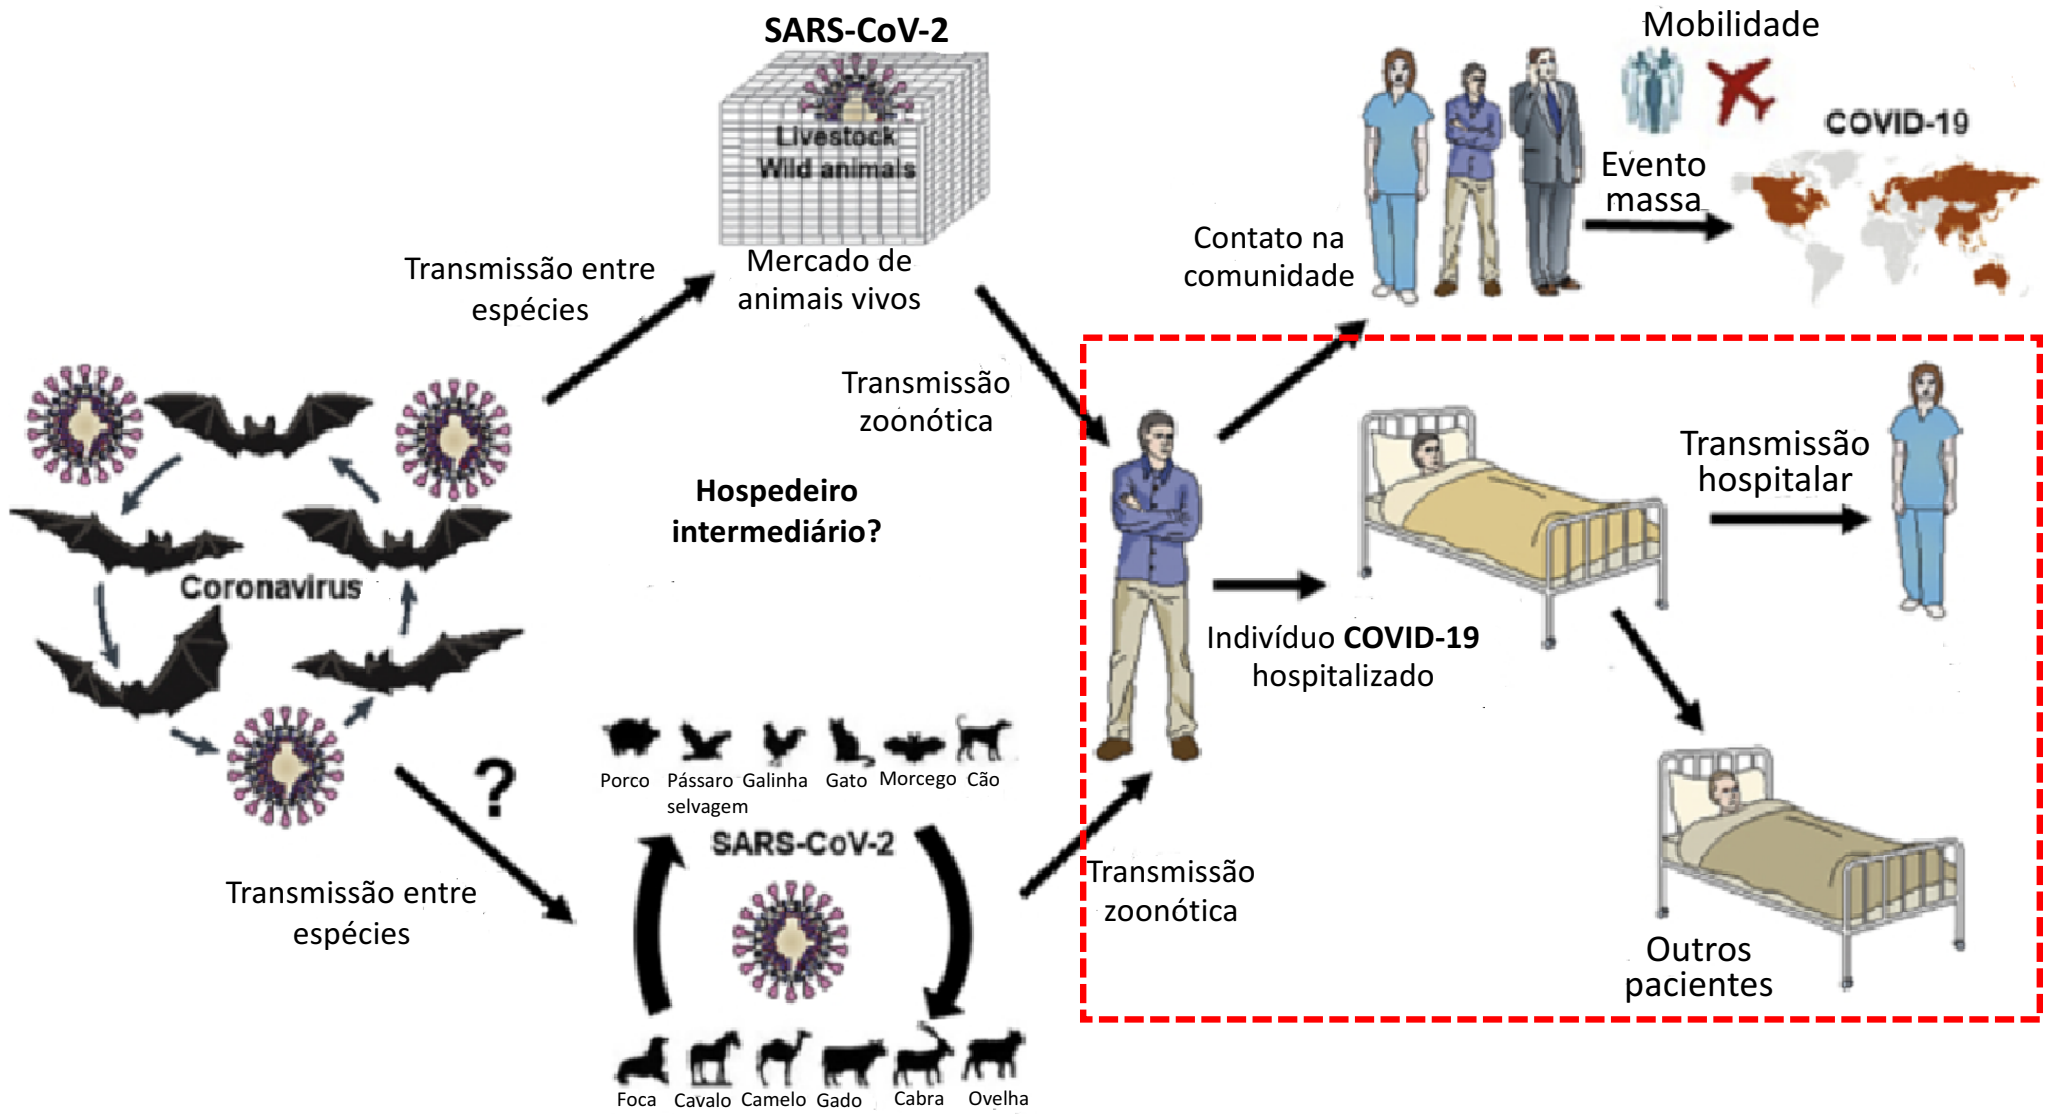 SARS-CoV-2
Livestock
Wild animals
Mercado de
animais vivos
Transmissão entre
espécies
Transmissão
zoonótica
Mobilidade
COVID-19
Evento
massa
Contato na
comunidade
Hospedeiro
intermediário?
Coronavirus
Transmissão
hospitalar
Indivíduo COVID-19
hospitalizado
?
Porco
Pássaro
selvagem
Galinha
Gato
Morcego
Cão
SARS-CoV-2
Transmissão entre
espécies
Transmissão
zoonótica
Outros
pacientes
Foca
Cavalo
Camelo
Gado
Cabra
Ovelha